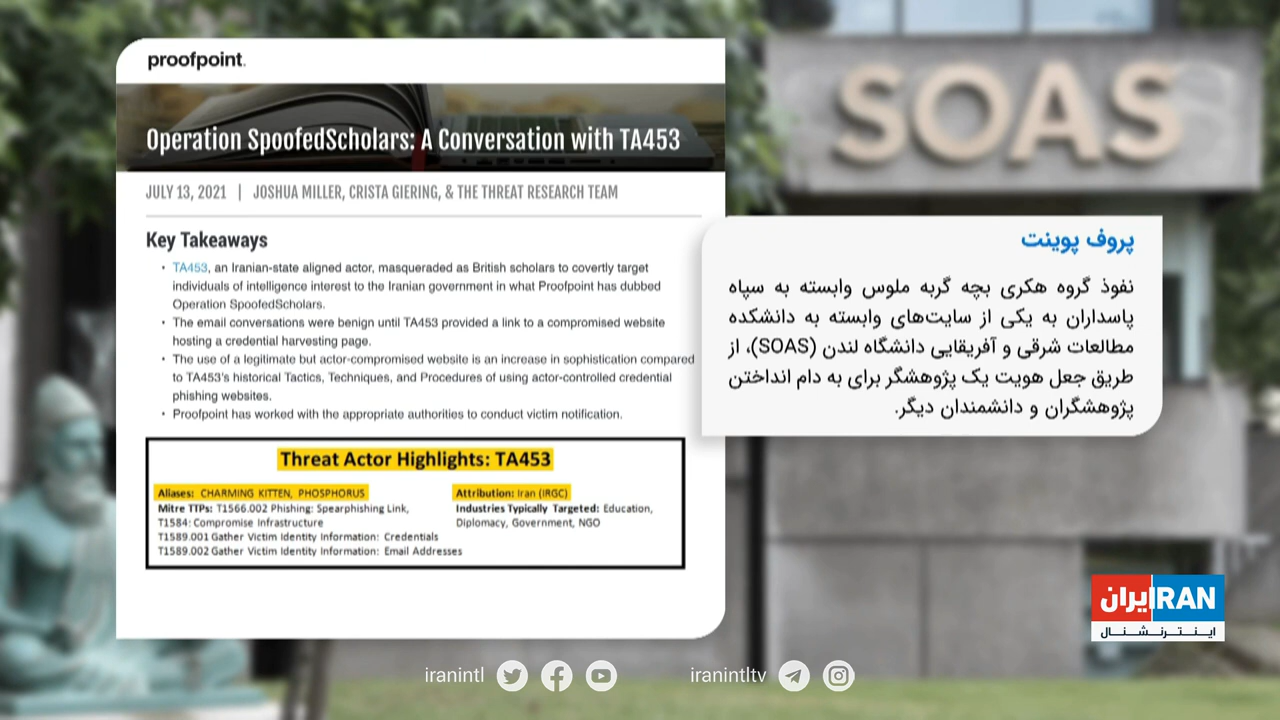 proofpoint.
Operation SpoofedScholars: A Conversation with TA453
JULY 13, 2021 | JOSHUA MILLER, CRISTA GIERING, & THE THREAT RESEARCH TEAM
Key Takeaways
• TA453, an Iranian-state aligned actor, masqueraded as British scholars to covertly target
individuals of intelligence interest to the Iranian government in what Proofpoint has dubbed
Operation SpoofedScholars.
• The email conversations were benign until TA453 provided a link to a compromised website
hosting a credential harvesting page.
• The use of a legitimate but actor-compromised website is an increase in sophistication compared
to TA453's historical Tactics, Techniques, and Procedures of using actor-controlled credential
phishing websites.
• Proofpoint has worked with the appropriate authorities to conduct victim notification.
Threat Actor Highlights: TA453
Aliases: CHARMING KITTEN, PHOSPHORUS
Mitre TTPs: T1566.002 Phishing: Spearphishing Link,
T1584: Compromise Infrastructure
T1589.001 Gather Victim Identity Information: Credentials
T1589.002 Gather Victim Identity Information: Email Addresses
Attribution: Iran (IRGC)
Industries Typically Targeted: Education,
Diplomacy, Government, NGO
SOAS
پروف پوینت
نفوذ گروه هکری بچه گربه ملوس وابسته به سپاه
پاسداران به یکی از سایت‌های وابسته به دانشکده
مطالعات شرقی و آفریقایی دانشگاه لندن (SOAS)، از
طریق جعل هویت یک پژوهشگر برای به دام انداختن
پژوهشگران و دانشمندان دیگر.
ایران IRAN
اینترنشنال
iranintl
iranintltv